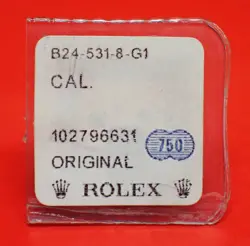 B24-531-8-G1
CAL.
102796631
750
ORIGINAL
ROLEX